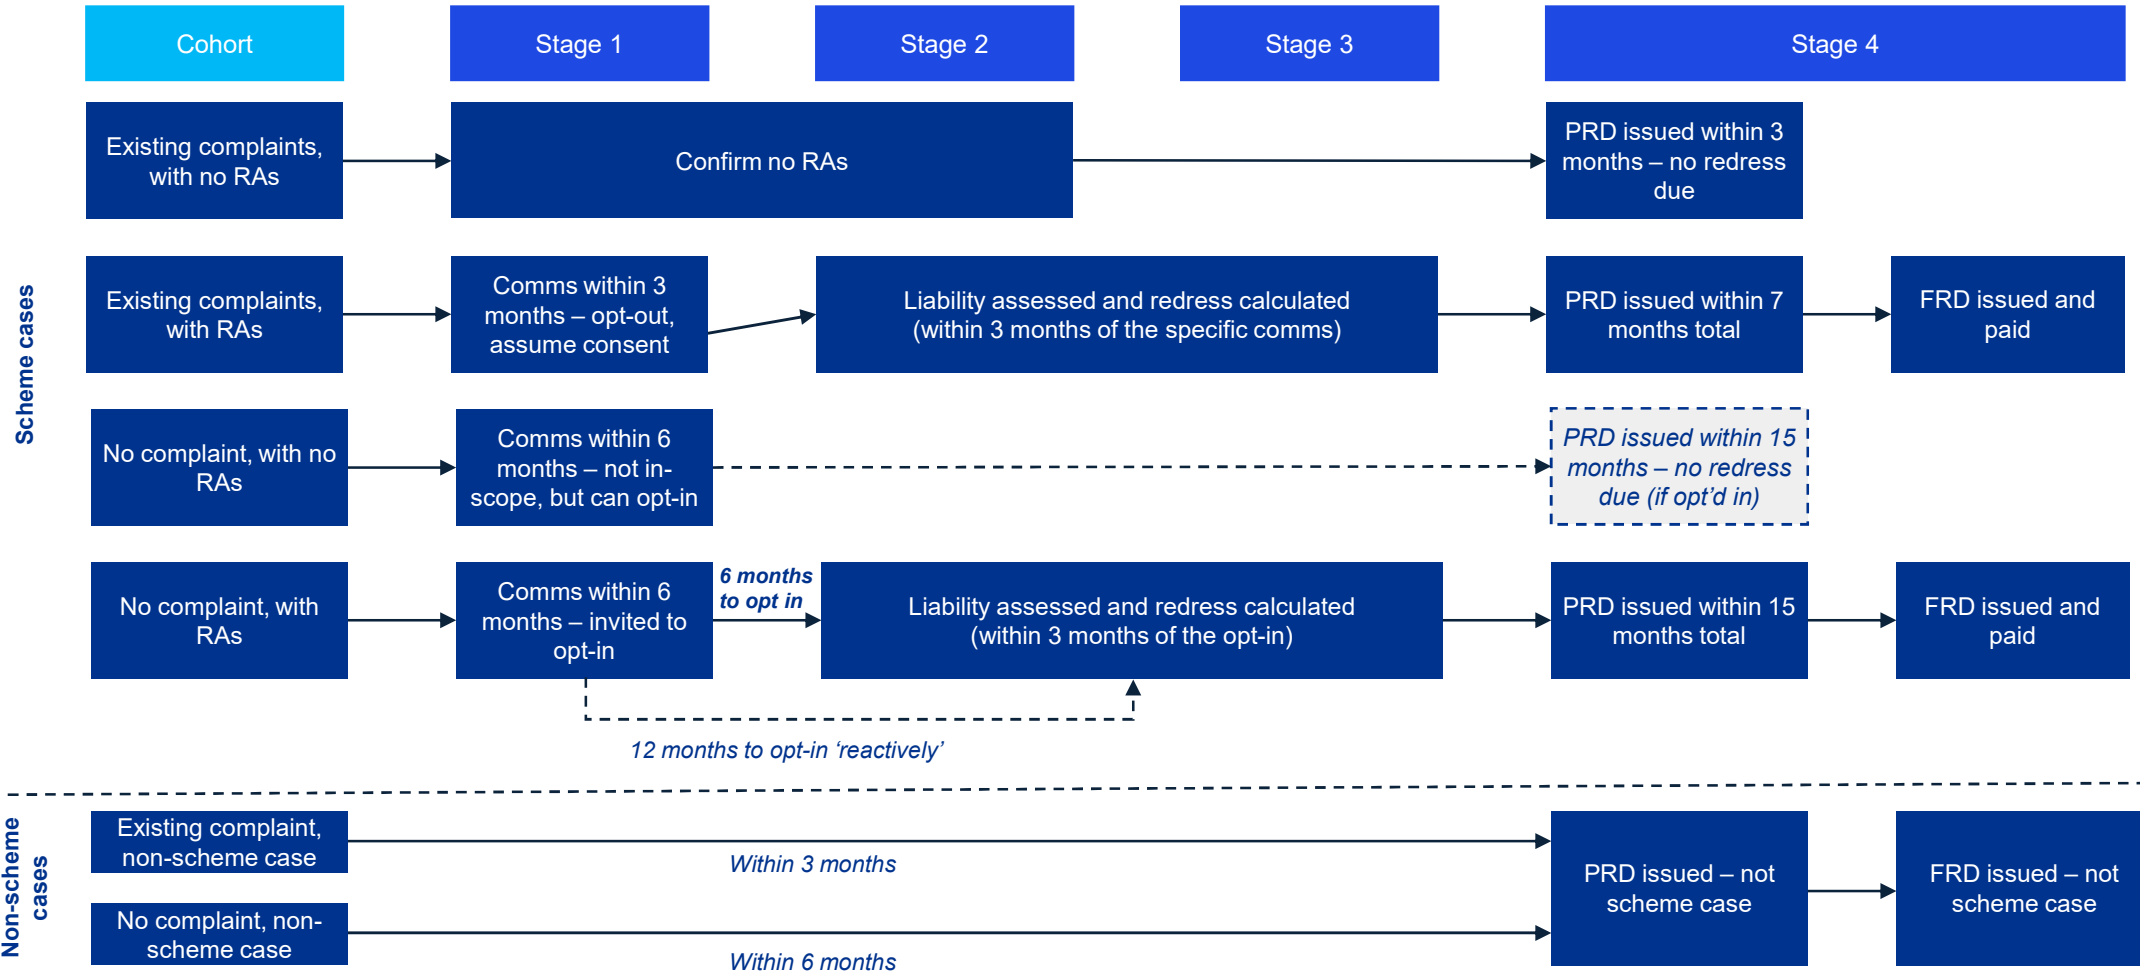 Cohort
Stage 1
Stage 2
Stage 3
Stage 4
Scheme cases
Existing complaints,
with no RAs
Confirm no RAs
PRD issued within 3
months – no redress
due
Existing complaints,
with RAs
Comms within 3
months – opt-out,
assume consent
Liability assessed and redress calculated
(within 3 months of the specific comms)
PRD issued within 7
months total
FRD issued and
paid
No complaint, with no
RAs
Comms within 6
months – not in-
scope, but can opt-in
PRD issued within 15
months – no redress
due (if opt’d in)
No complaint, with
RAs
Comms within 6
months – invited to
opt-in
6 months
to opt in
Liability assessed and redress calculated
(within 3 months of the opt-in)
PRD issued within 15
months total
FRD issued and
paid
12 months to opt-in ‘reactively’
Non-scheme
cases
Existing complaint,
non-scheme case
Within 3 months
No complaint, non-
scheme case
Within 6 months
PRD issued – not
scheme case
FRD issued – not
scheme case